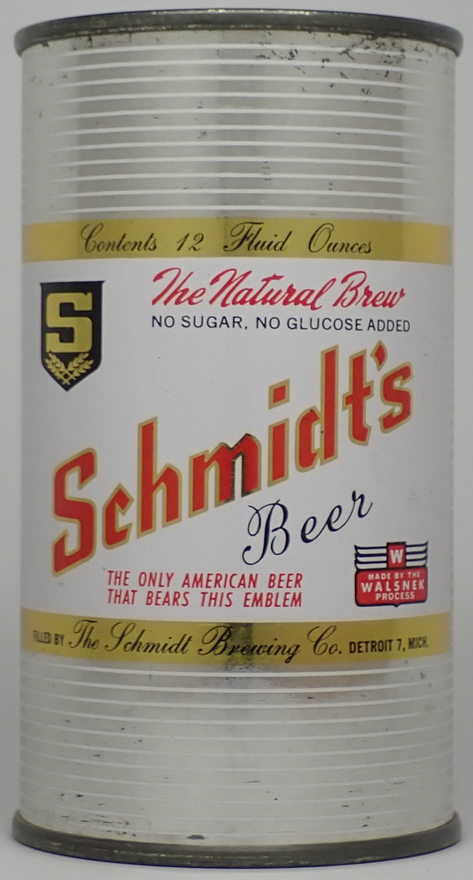 Contents 12 Fluid Ounces
S
The Natural Brew
NO SUGAR, NO GLUCOSE ADDED
Schmidt's
Beer
THE ONLY AMERICAN BEER
THAT BEARS THIS EMBLEM
W
MADE BY THE
WALSNEK
PROCESS
FILLED BY The Schmidt Brewing Co. DETROIT 7, MICH.